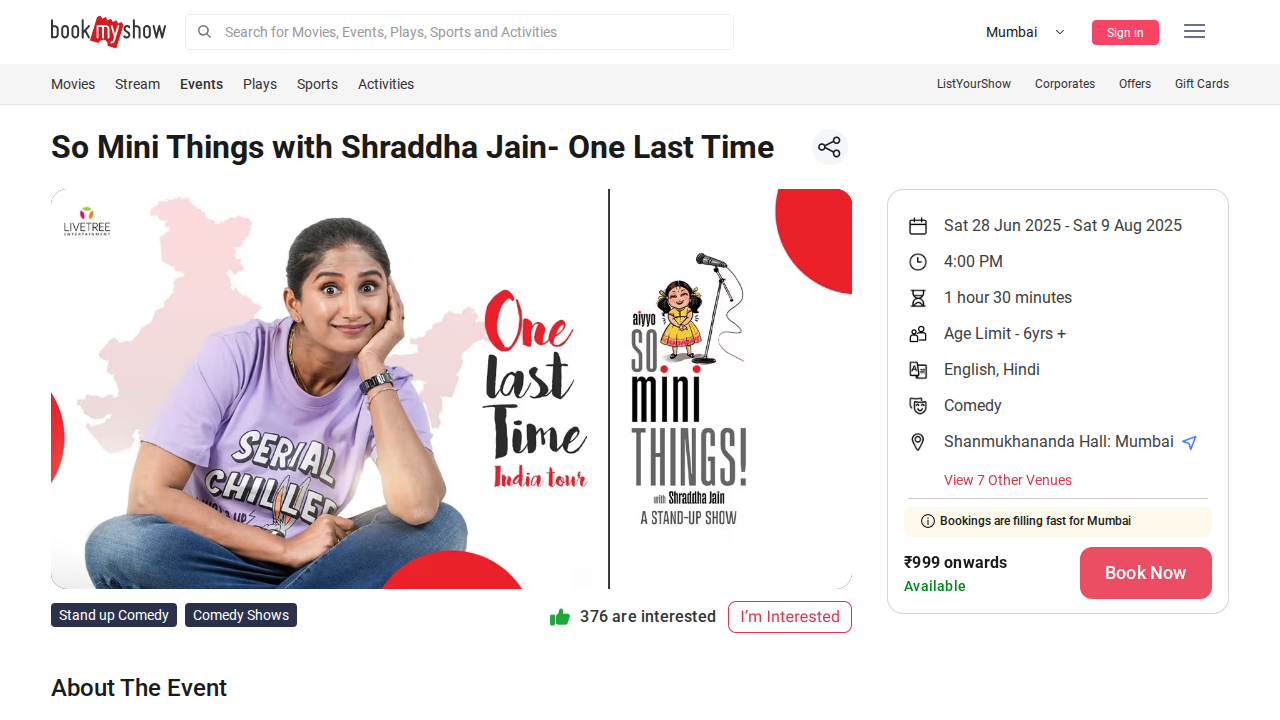 bookmyshow
Search for Movies, Events, Plays, Sports and Activities
Mumbai
Sign in
Movies
Stream
Events
Plays
Sports
Activities
ListYourShow
Corporates
Offers
Gift Cards
So Mini Things with Shraddha Jain- One Last Time
LIVETREE
ENTERTAINMENT
SERIAL
CHILLER
One
last
Time
India tour
aiyyo
SO
mini
THINGS!
with Shraddha Jain
A STAND-UP SHOW
Sat 28 Jun 2025 - Sat 9 Aug 2025
4:00 PM
1 hour 30 minutes
Age Limit - 6yrs +
English, Hindi
Comedy
Shanmukhananda Hall: Mumbai
View 7 Other Venues
Bookings are filling fast for Mumbai
₹999 onwards
Available
Book Now
Stand up Comedy
Comedy Shows
376 are interested
I'm Interested
About The Event